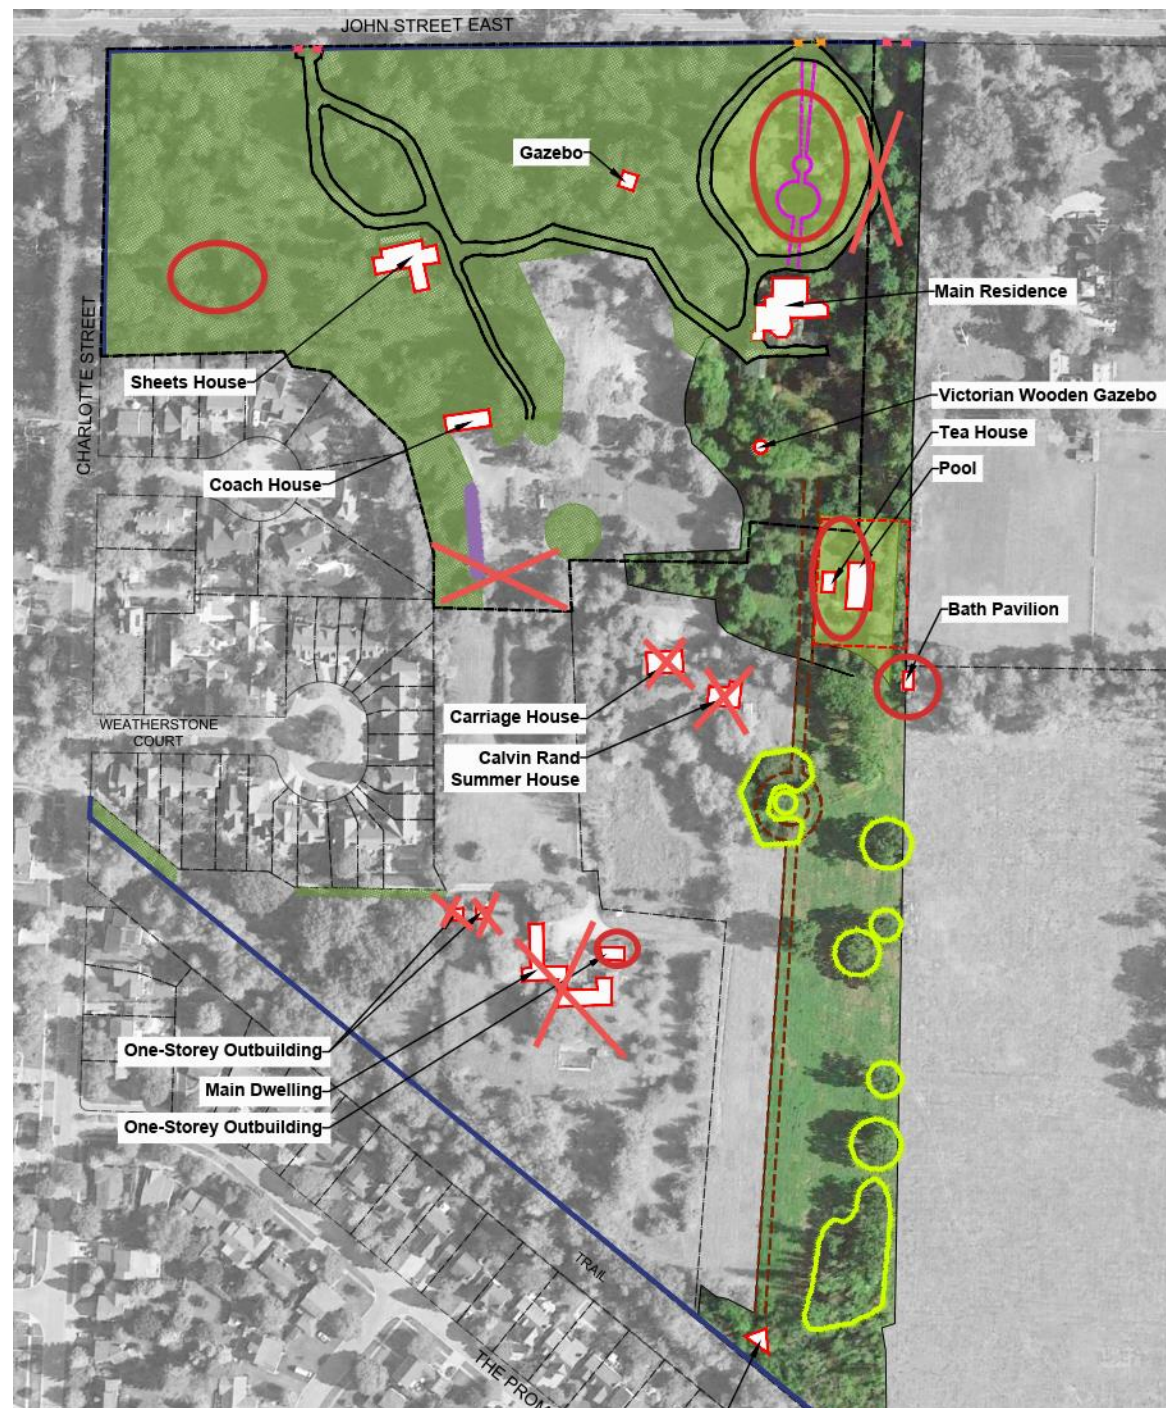 JOHN STREET EAST
Gazebo
Main Residence
CHARLOTTE STREET
Sheets House
Victorian Wooden Gazebo
Tea House
Pool
Coach House
Bath Pavilion
Carriage House
WEATHERSTONE
COURT
Calvin Rand
Summer House
One-Storey Outbuilding
Main Dwelling
One-Storey Outbuilding
TRAIL
THE PROM